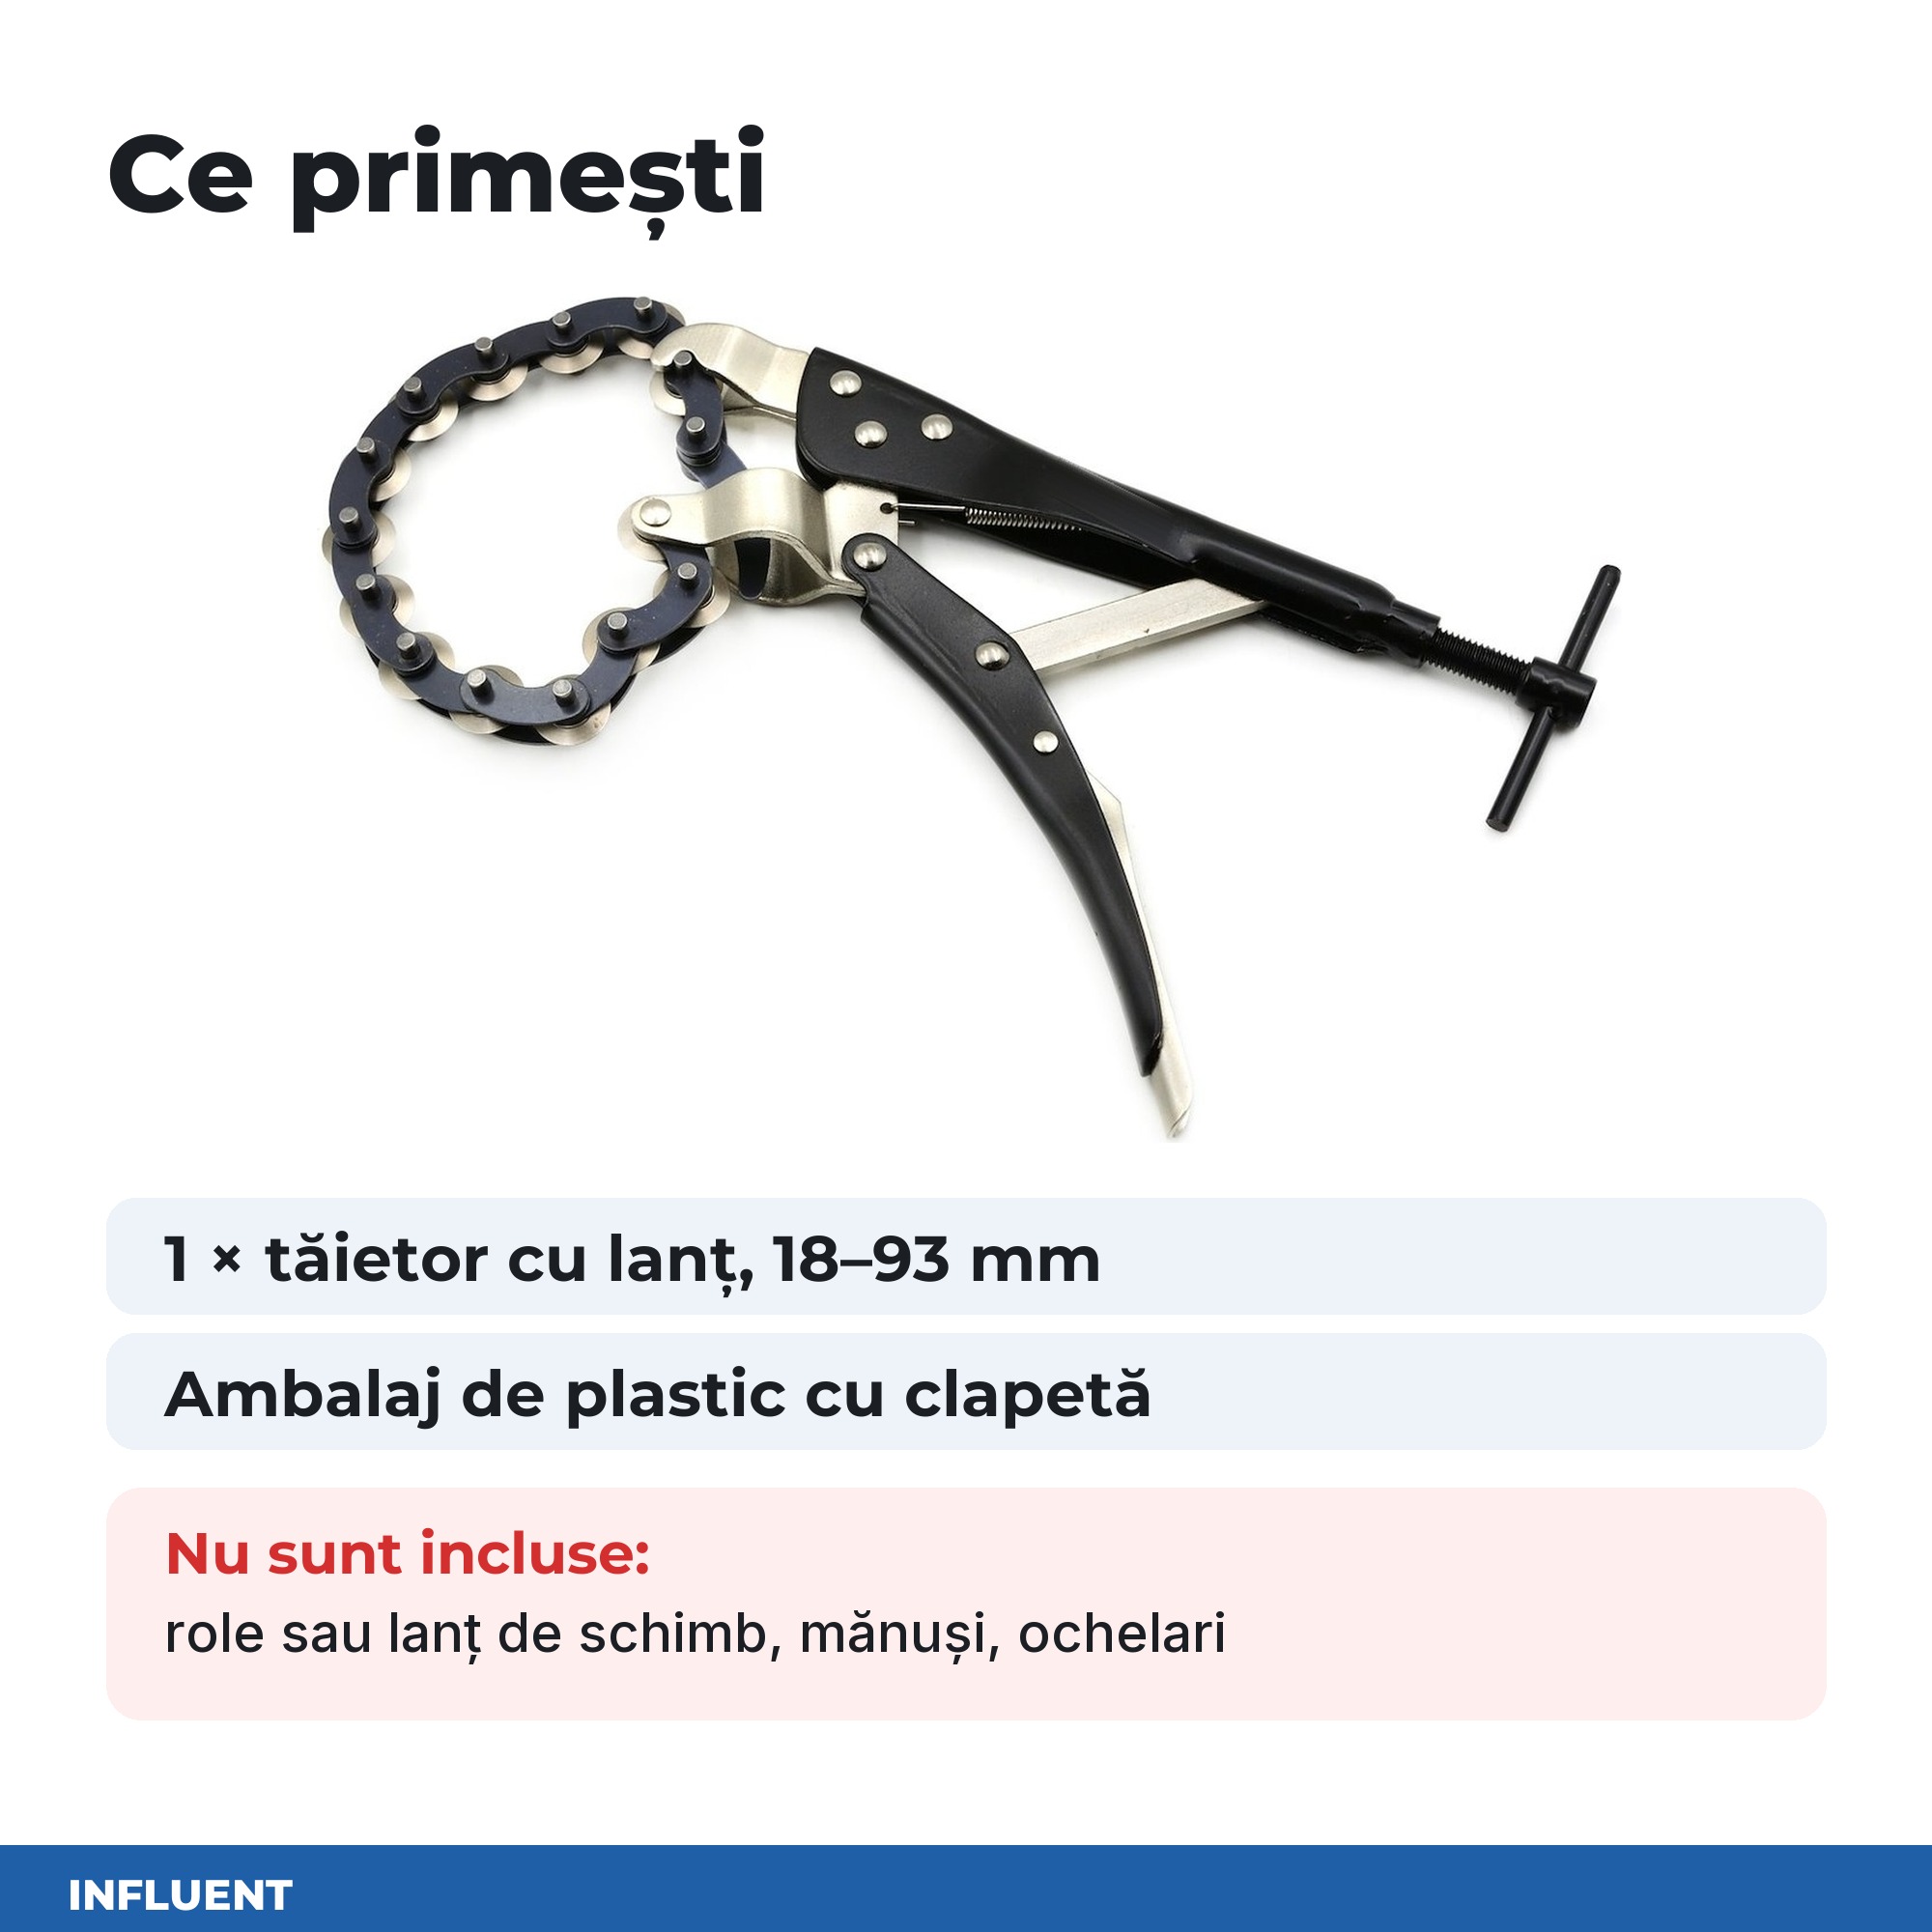 Ce primești
1 × tăietor cu lanț, 18–93 mm
Ambalaj de plastic cu clapetă
Nu sunt incluse:
role sau lanț de schimb, mănuși, ochelari
INFLUENT